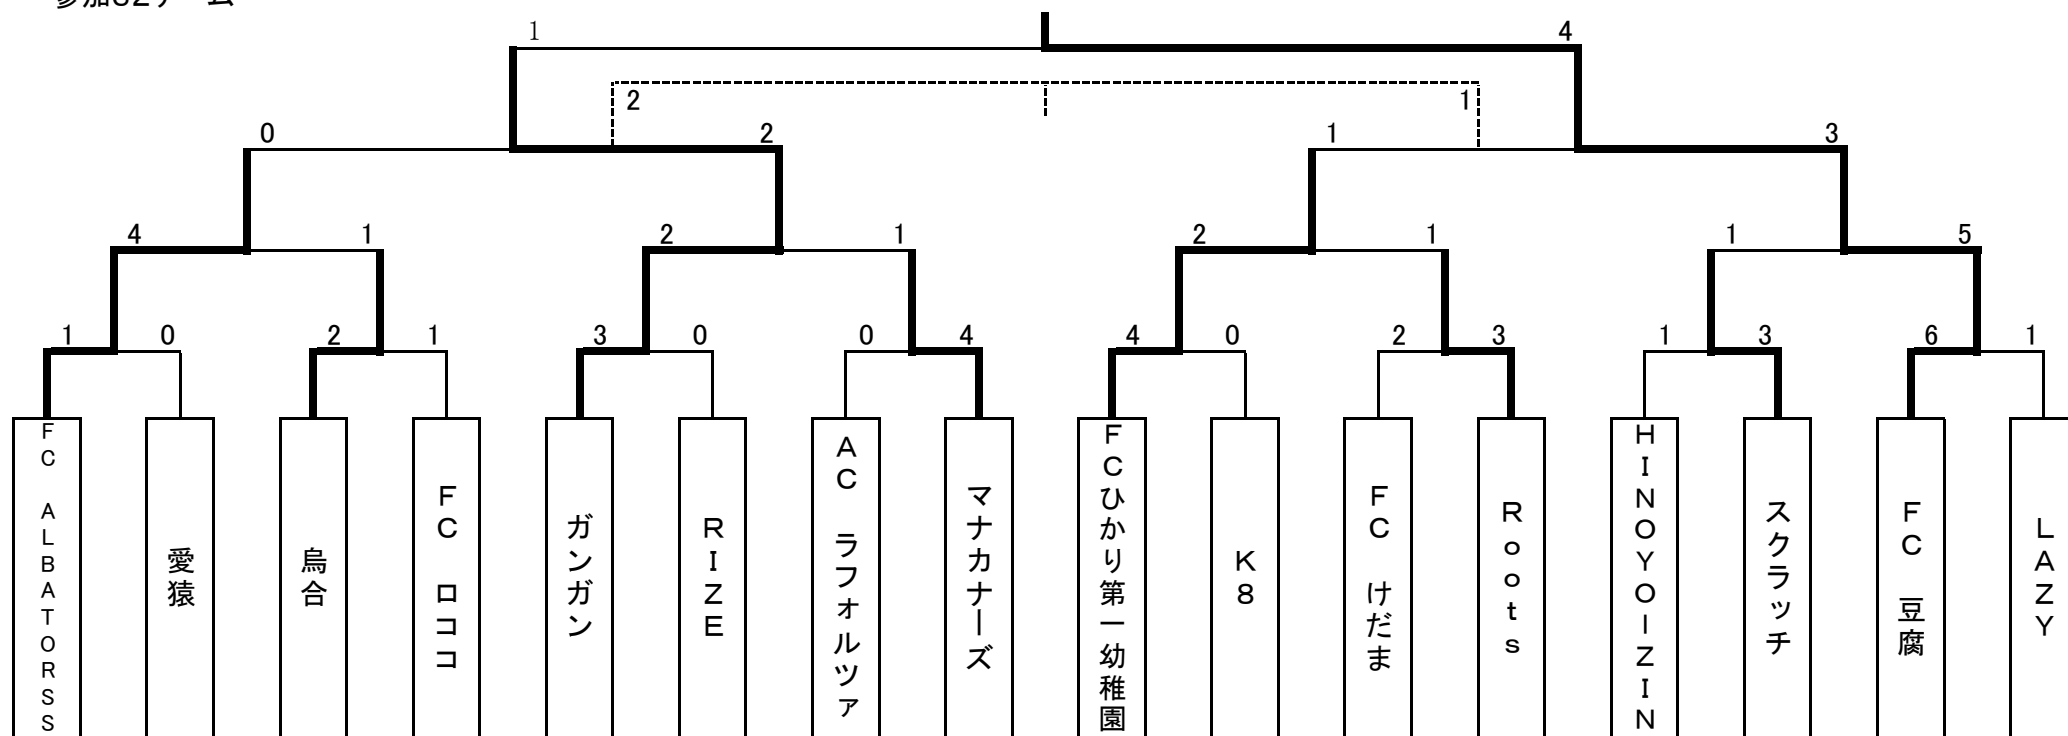 1 4
2 1
0 2 1 3
4 1 2 1 2 1 1 5
1 0 2 1 3 0 0 4 4 0 2 3 1 3 6 1
FC ALBATORSS
愛猿
烏合
FC ロココ
ガンガン
RIZE
AC ラフォルツァ
マナカナーズ
FCひかり第一幼稚園
K8
FC けだま
Roots
HINOYOIZIN
スクラッチ
FC 豆腐
LAZY